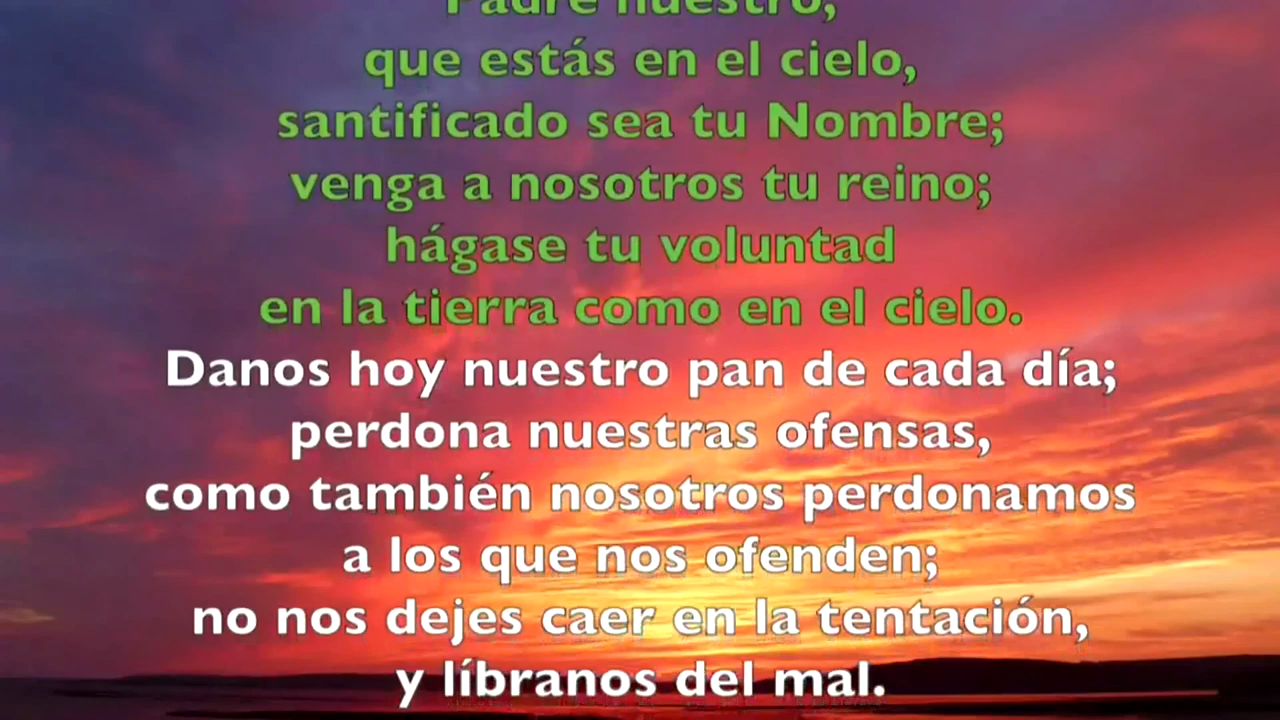 Padre nuestro,
que estás en el cielo,
santificado sea tu Nombre;
venga a nosotros tu reino;
hágase tu voluntad
en la tierra como en el cielo.
Danos hoy nuestro pan de cada día;
perdona nuestras ofensas,
como también nosotros perdonamos
a los que nos ofenden;
no nos dejes caer en la tentación,
y líbranos del mal.